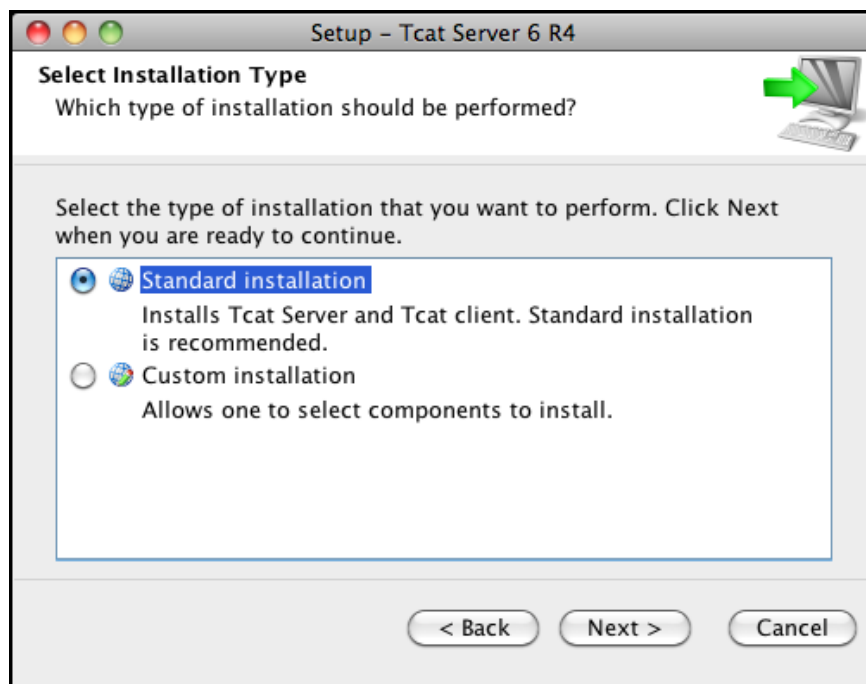 Setup – Tcat Server 6 R4
Select Installation Type
Which type of installation should be performed?
Select the type of installation that you want to perform. Click Next
when you are ready to continue.
Standard installation
Installs Tcat Server and Tcat client. Standard installation
is recommended.
Custom installation
Allows one to select components to install.
< Back
Next >
Cancel